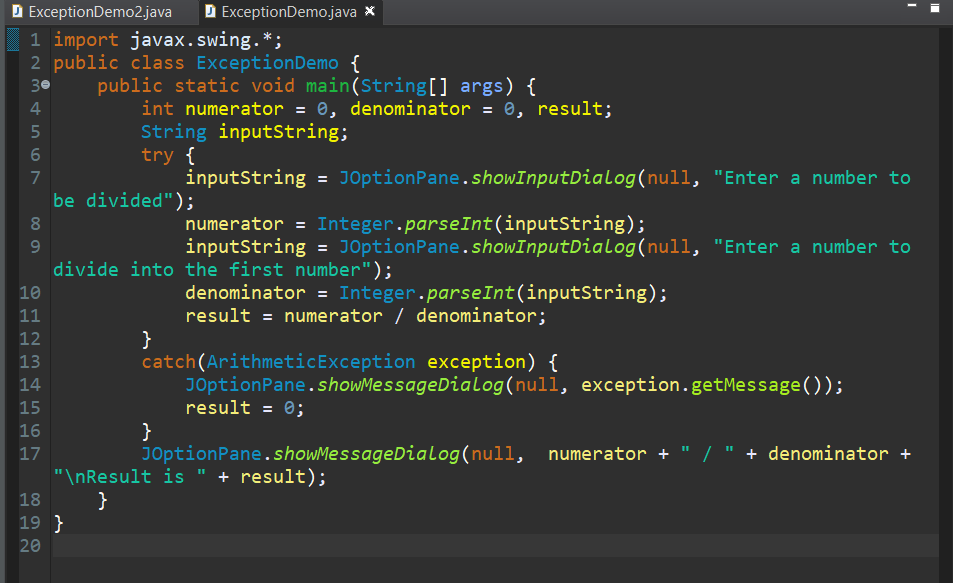 ExceptionDemo2.java ExceptionDemo.java
1 import javax.swing.*;
2 public class ExceptionDemo {
3 public static void main(String[] args) {
4 int numerator = 0, denominator = 0, result;
5 String inputString;
6 try {
7 inputString = JOptionPane.showInputDialog(null, "Enter a number to
be divided");
8 numerator = Integer.parseInt(inputString);
9 inputString = JOptionPane.showInputDialog(null, "Enter a number to
divide into the first number");
10 denominator = Integer.parseInt(inputString);
11 result = numerator / denominator;
12 }
13 catch(ArithmeticException exception) {
14 JOptionPane.showMessageDialog(null, exception.getMessage());
15 result = 0;
16 }
17 JOptionPane.showMessageDialog(null,  numerator + " / " + denominator +
"\nResult is " + result);
18 }
19 }
20